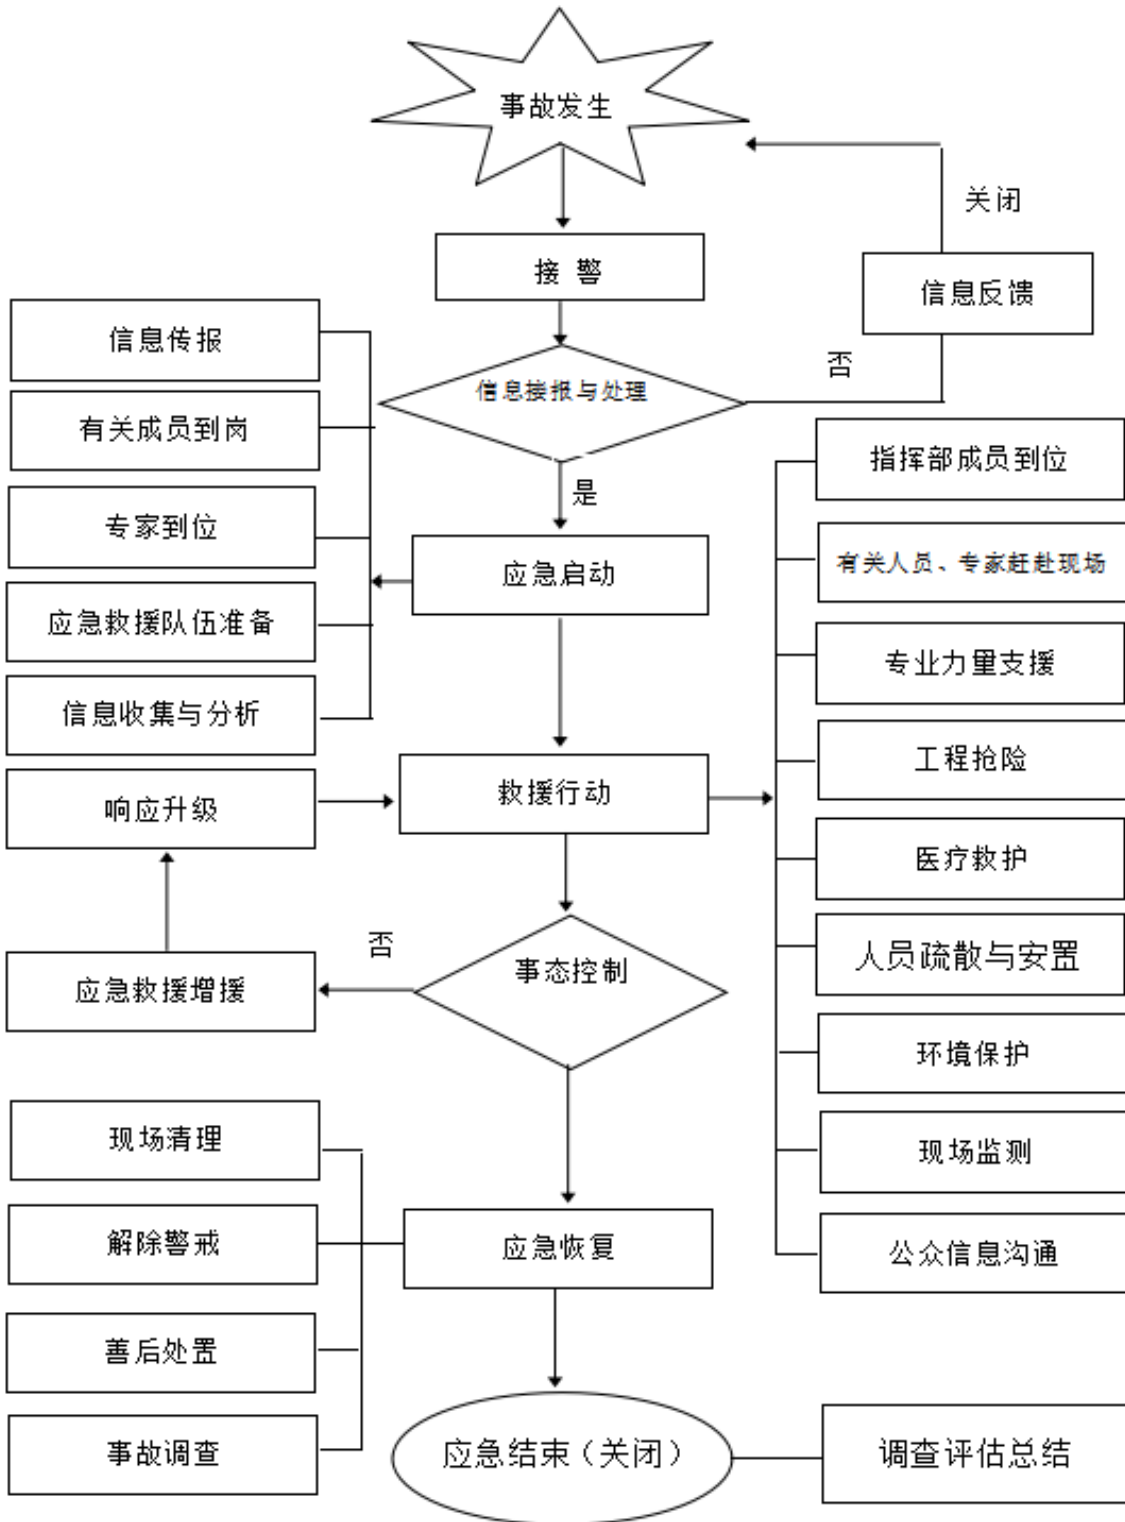 事故发生
关闭
接 警
信息反馈
信息传报
信息接报与处理
否
有关成员到岗
指挥部成员到位
是
专家到位
应急启动
有关人员、专家赶赴现场
应急救援队伍准备
专业力量支援
信息收集与分析
工程抢险
响应升级
救援行动
医疗救护
否
人员疏散与安置
应急救援增援
事态控制
环境保护
现场清理
现场监测
解除警戒
应急恢复
公众信息沟通
善后处置
事故调查
应急结束（关闭）
调查评估总结